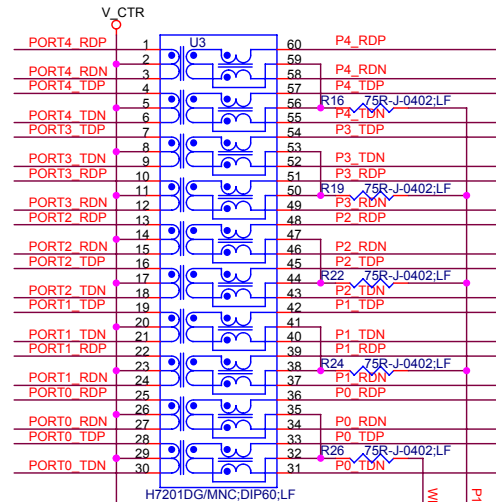 V_CTR
U3
PORT4_RDP 1 60 P4_RDP
2 59
PORT4_RDN 3 58 P4_RDN
PORT4_TDP 4 57 P4_TDP
5 56 R16 75R-J-0402;LF
PORT4_TDN 6 55 P4_TDN
PORT3_TDP 7 54 P3_TDP
8 53
PORT3_TDN 9 52 P3_TDN
PORT3_RDP 10 51 P3_RDP
11 50 R19 75R-J-0402;LF
PORT3_RDN 12 49 P3_RDN
PORT2_RDP 13 48 P2_RDP
14 47
PORT2_RDN 15 46 P2_RDN
PORT2_TDP 16 45 P2_TDP
17 44 R22 75R-J-0402;LF
PORT2_TDN 18 43 P2_TDN
PORT1_TDP 19 42 P1_TDP
20 41
PORT1_TDN 21 40 P1_TDN
PORT1_RDP 22 39 P1_RDP
23 38 R24 75R-J-0402;LF
PORT1_RDN 24 37 P1_RDN
PORT0_RDP 25 36 P0_RDP
26 35
PORT0_RDN 27 34 P0_RDN
PORT0_TDP 28 33 P0_TDP
29 32 R26 75R-J-0402;LF
PORT0_TDN 30 31 P0_TDN
H7201DG/MNC;DIP60;LF
P1